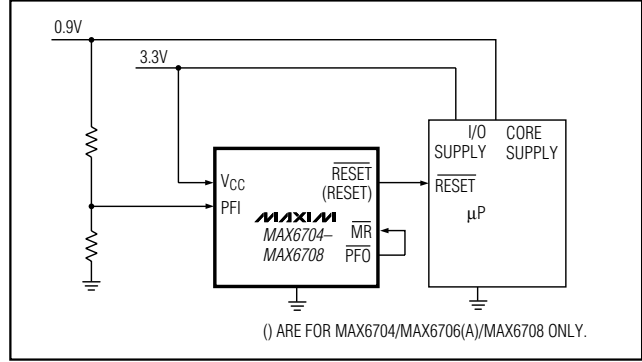 0.9V
3.3V
I/O SUPPLY
CORE SUPPLY
VCC
RESET
(RESET)
RESET
PFI
MAXIM
MAX6704–
MAX6708
MR
PFO
µP
() ARE FOR MAX6704/MAX6706(A)/MAX6708 ONLY.